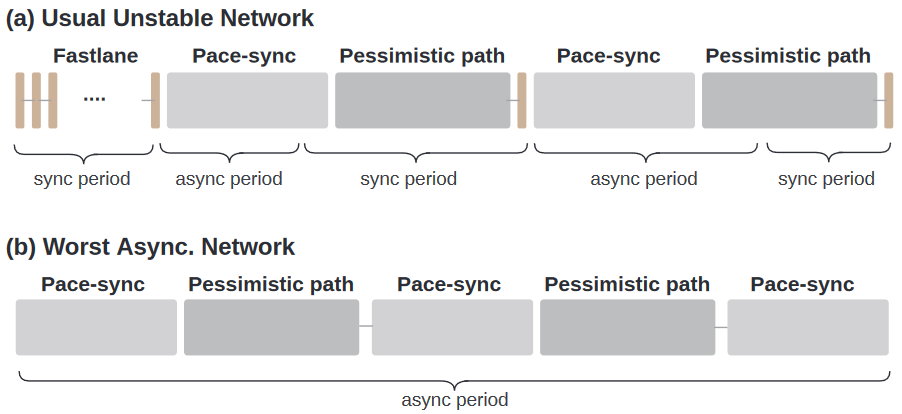 (a) Usual Unstable Network
Fastlane Pace-sync Pessimistic path Pace-sync Pessimistic path
....
sync period async period sync period async period sync period
(b) Worst Async. Network
Pace-sync Pessimistic path Pace-sync Pessimistic path Pace-sync
async period